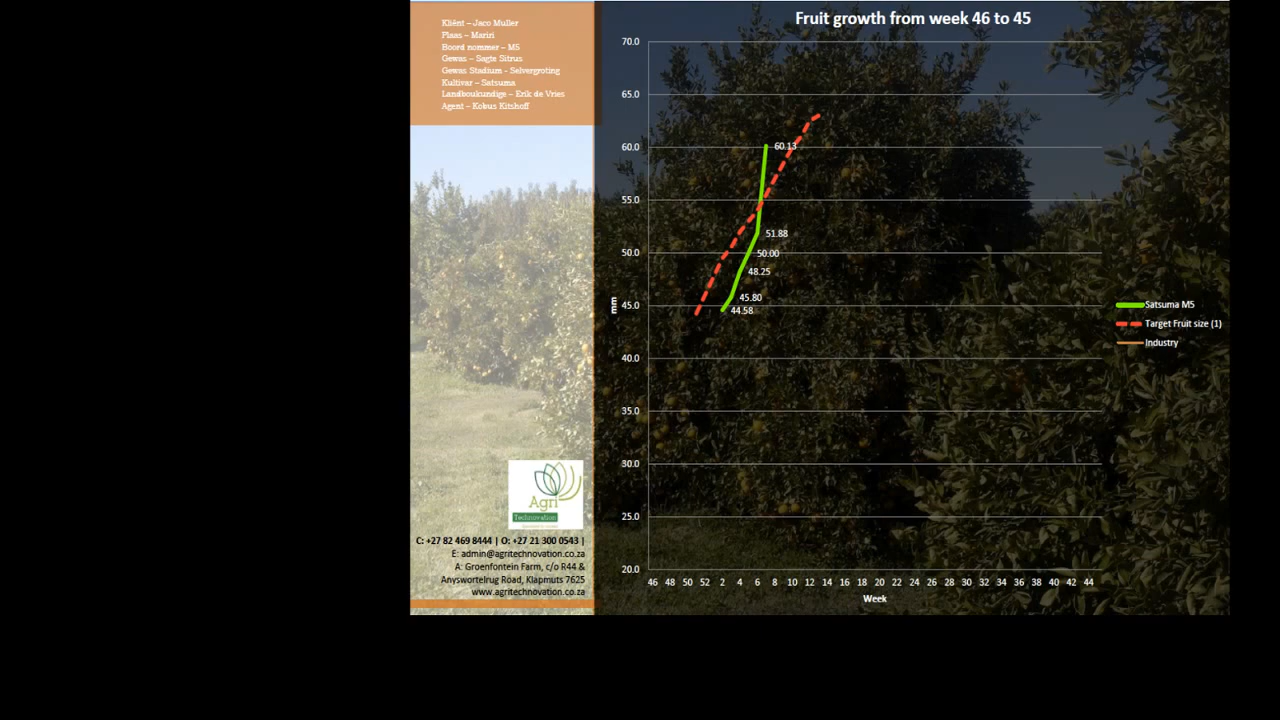 Kliënt – Jaco Muller
Plaas – Mariri
Boord nommer – M5
Gewas – Sagte Sitrus
Gewas Stadium - Selvergroting
Kultivar – Satsuma
Landboukundige – Erik de Vries
Agent – Kobus Kitshoff
Agri
Technovation
C: +27 82 469 8444 | O: +27 21 300 0543 |
E: admin@agritechnovation.co.za
A: Groenfontein Farm, c/o R44 &
Anyswortelrug Road, Klapmuts 7625
www.agritechnovation.co.za
Fruit growth from week 46 to 45
70.0
65.0
60.0
55.0
50.0
45.0
40.0
35.0
30.0
25.0
20.0
mm
60.13
51.88
50.00
48.25
45.80
44.58
46 48 50 52 2 4 6 8 10 12 14 16 18 20 22 24 26 28 30 32 34 36 38 40 42 44
Week
Satsuma M5
Target Fruit size (1)
Industry